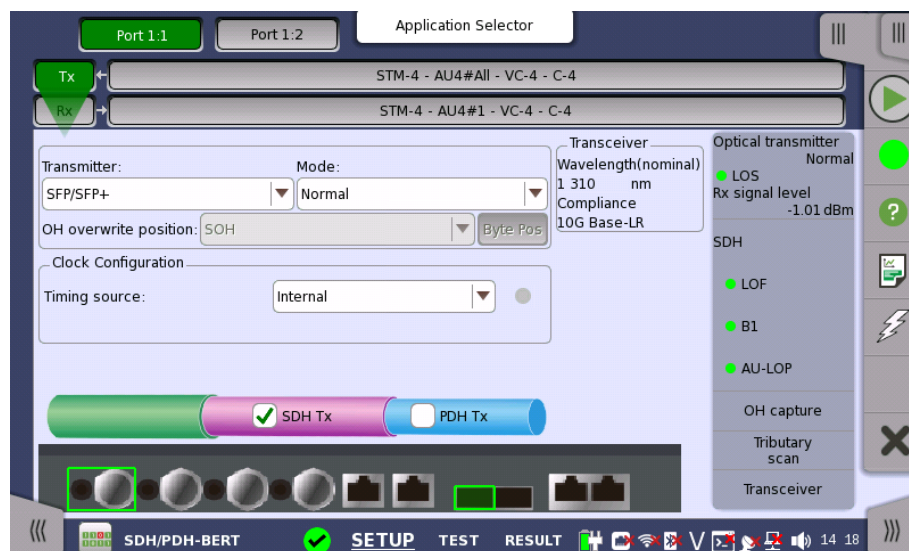 Application Selector
Port 1:1
Port 1:2
Tx
STM-4 - AU4#All - VC-4 - C-4
Rx
STM-4 - AU4#1 - VC-4 - C-4
Transmitter:
Mode:
SFP/SFP+
Normal
OH overwrite position:
SOH
Byte Pos
Transceiver
Wavelength(nominal)
1 310 nm
Compliance
10G Base-LR
Clock Configuration
Timing source:
Internal
Optical transmitter
Normal
LOS
Rx signal level
-1.01 dBm
SDH
LOF
B1
AU-LOP
OH capture
Tributary
scan
Transceiver
SDH Tx
PDH Tx
SDH/PDH-BERT
SETUP
TEST
RESULT
14 18